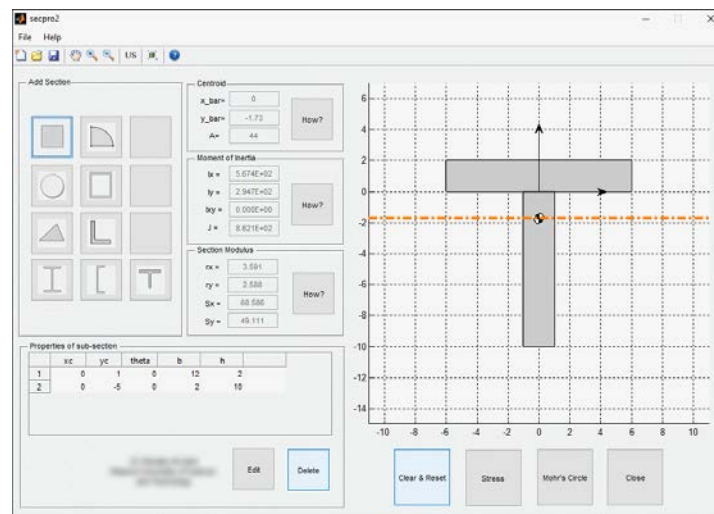 secpro2
File Help
US
Add Section
Centroid
x_bar= 0
y_bar= -1.73
A= 44
How?
Moment of Inertia
Ix = 5.674E+02
Iy = 2.947E+02
Ixy = 0.000E+00
J = 8.621E+02
How?
Section Modulus
rx = 3.591
ry = 2.588
Sx = 68.586
Sy = 49.111
How?
Properties of sub-section
xc yc theta b h
1 0 1 0 12 2
2 0 -5 0 2 10
Edit
Delete
6
4
2
0
-2
-4
-6
-8
-10
-12
-14
-10 -8 -6 -4 -2 0 2 4 6 8 10
Clear & Reset
Stress
Mohr's Circle
Close